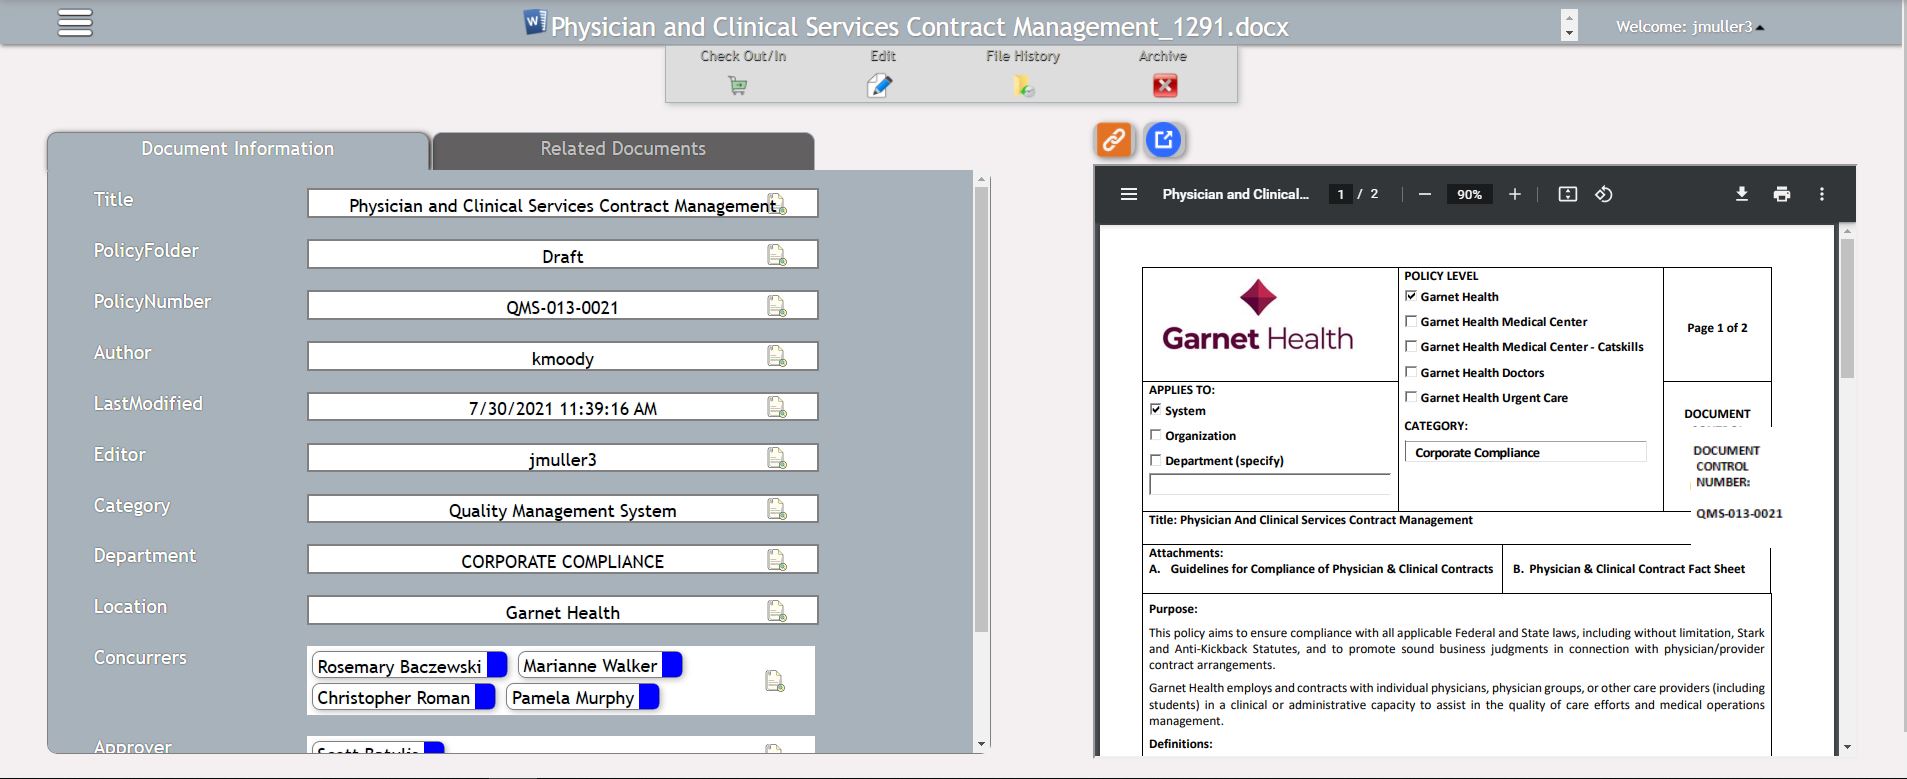 Physician and Clinical Services Contract Management_1291.docx
Welcome: jmuller3
Check Out/In
Edit
File History
Archive
Document Information
Related Documents
Title
Physician and Clinical Services Contract Management
PolicyFolder
Draft
PolicyNumber
QMS-013-0021
Author
kmoody
LastModified
7/30/2021 11:39:16 AM
Editor
jmuller3
Category
Quality Management System
Department
CORPORATE COMPLIANCE
Location
Garnet Health
Concurrers
Rosemary Baczewski
Marianne Walker
Christopher Roman
Pamela Murphy
Approver
Physician and Clinical...
1 / 2
90%
Garnet Health
POLICY LEVEL
Garnet Health
Garnet Health Medical Center
Garnet Health Medical Center - Catskills
Garnet Health Doctors
Garnet Health Urgent Care
CATEGORY:
Corporate Compliance
Page 1 of 2
APPLIES TO:
System
Organization
Department (specify)
DOCUMENT
DOCUMENT
CONTROL
NUMBER:
QMS-013-0021
Title: Physician And Clinical Services Contract Management
Attachments:
A. Guidelines for Compliance of Physician & Clinical Contracts
B. Physician & Clinical Contract Fact Sheet
Purpose:
This policy aims to ensure compliance with all applicable Federal and State laws, including without limitation, Stark
and Anti-Kickback Statutes, and to promote sound business judgments in connection with physician/provider
contract arrangements.
Garnet Health employs and contracts with individual physicians, physician groups, or other care providers (including
students) in a clinical or administrative capacity to assist in the quality of care efforts and medical operations
management.
Definitions: